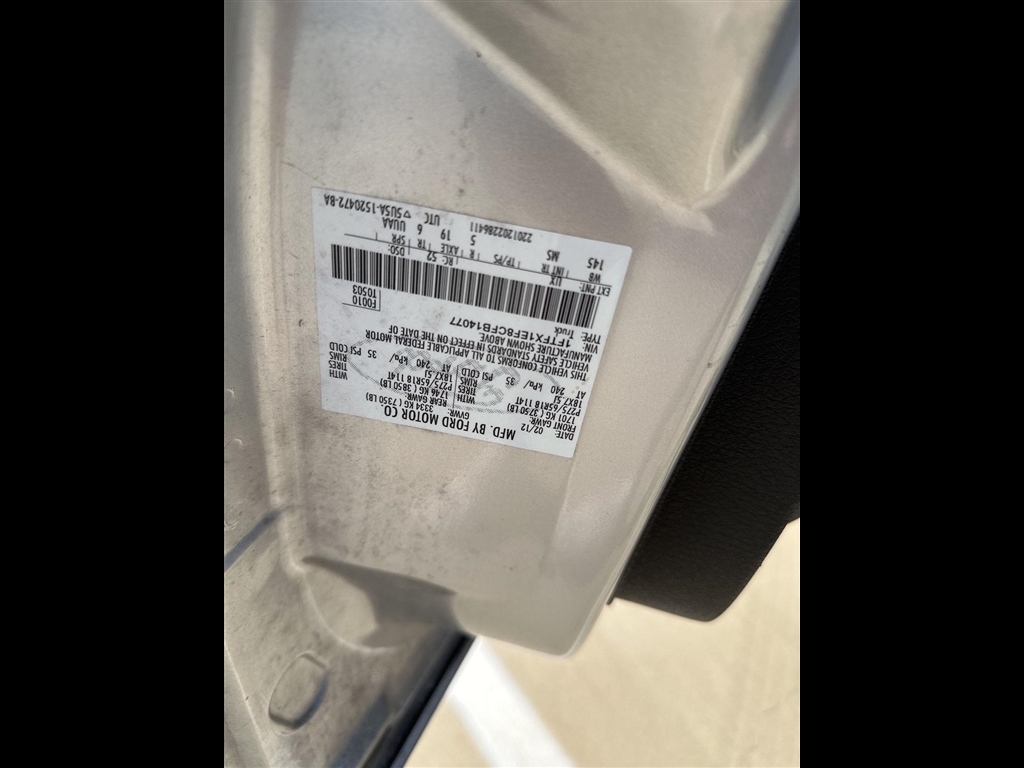 MFD. BY FORD MOTOR CO.
DATE: 02/12 GVWR: 3334 KG ( 7350 LB)
FRONT GAWR: REAR GAWR:
1701 KG ( 3750 LB) 1746 KG ( 3850 LB)
P275/65R18 114T WITH TIRES P275/65R18 114T WITH TIRES
18X7.5J RIMS 18X7.5J RIMS
AT 240 kPa/ 35 PSI COLD AT 240 kPa/ 35 PSI COLD
THIS VEHICLE CONFORMS TO ALL APPLICABLE FEDERAL MOTOR
VEHICLE SAFETY STANDARDS IN EFFECT ON THE DATE OF
MANUFACTURE SHOWN ABOVE.
VIN: 1FTFX1EF8CFB14077 F0010
TYPE: Truck T0503
EXT PNT: UX RC: 52 DSO:
WB INT TR TP/PS R AXLE TR SPR
145 MS 5 19 6 UUAA
2201202286411 UTC ▽ 5U5A-1520472-BA